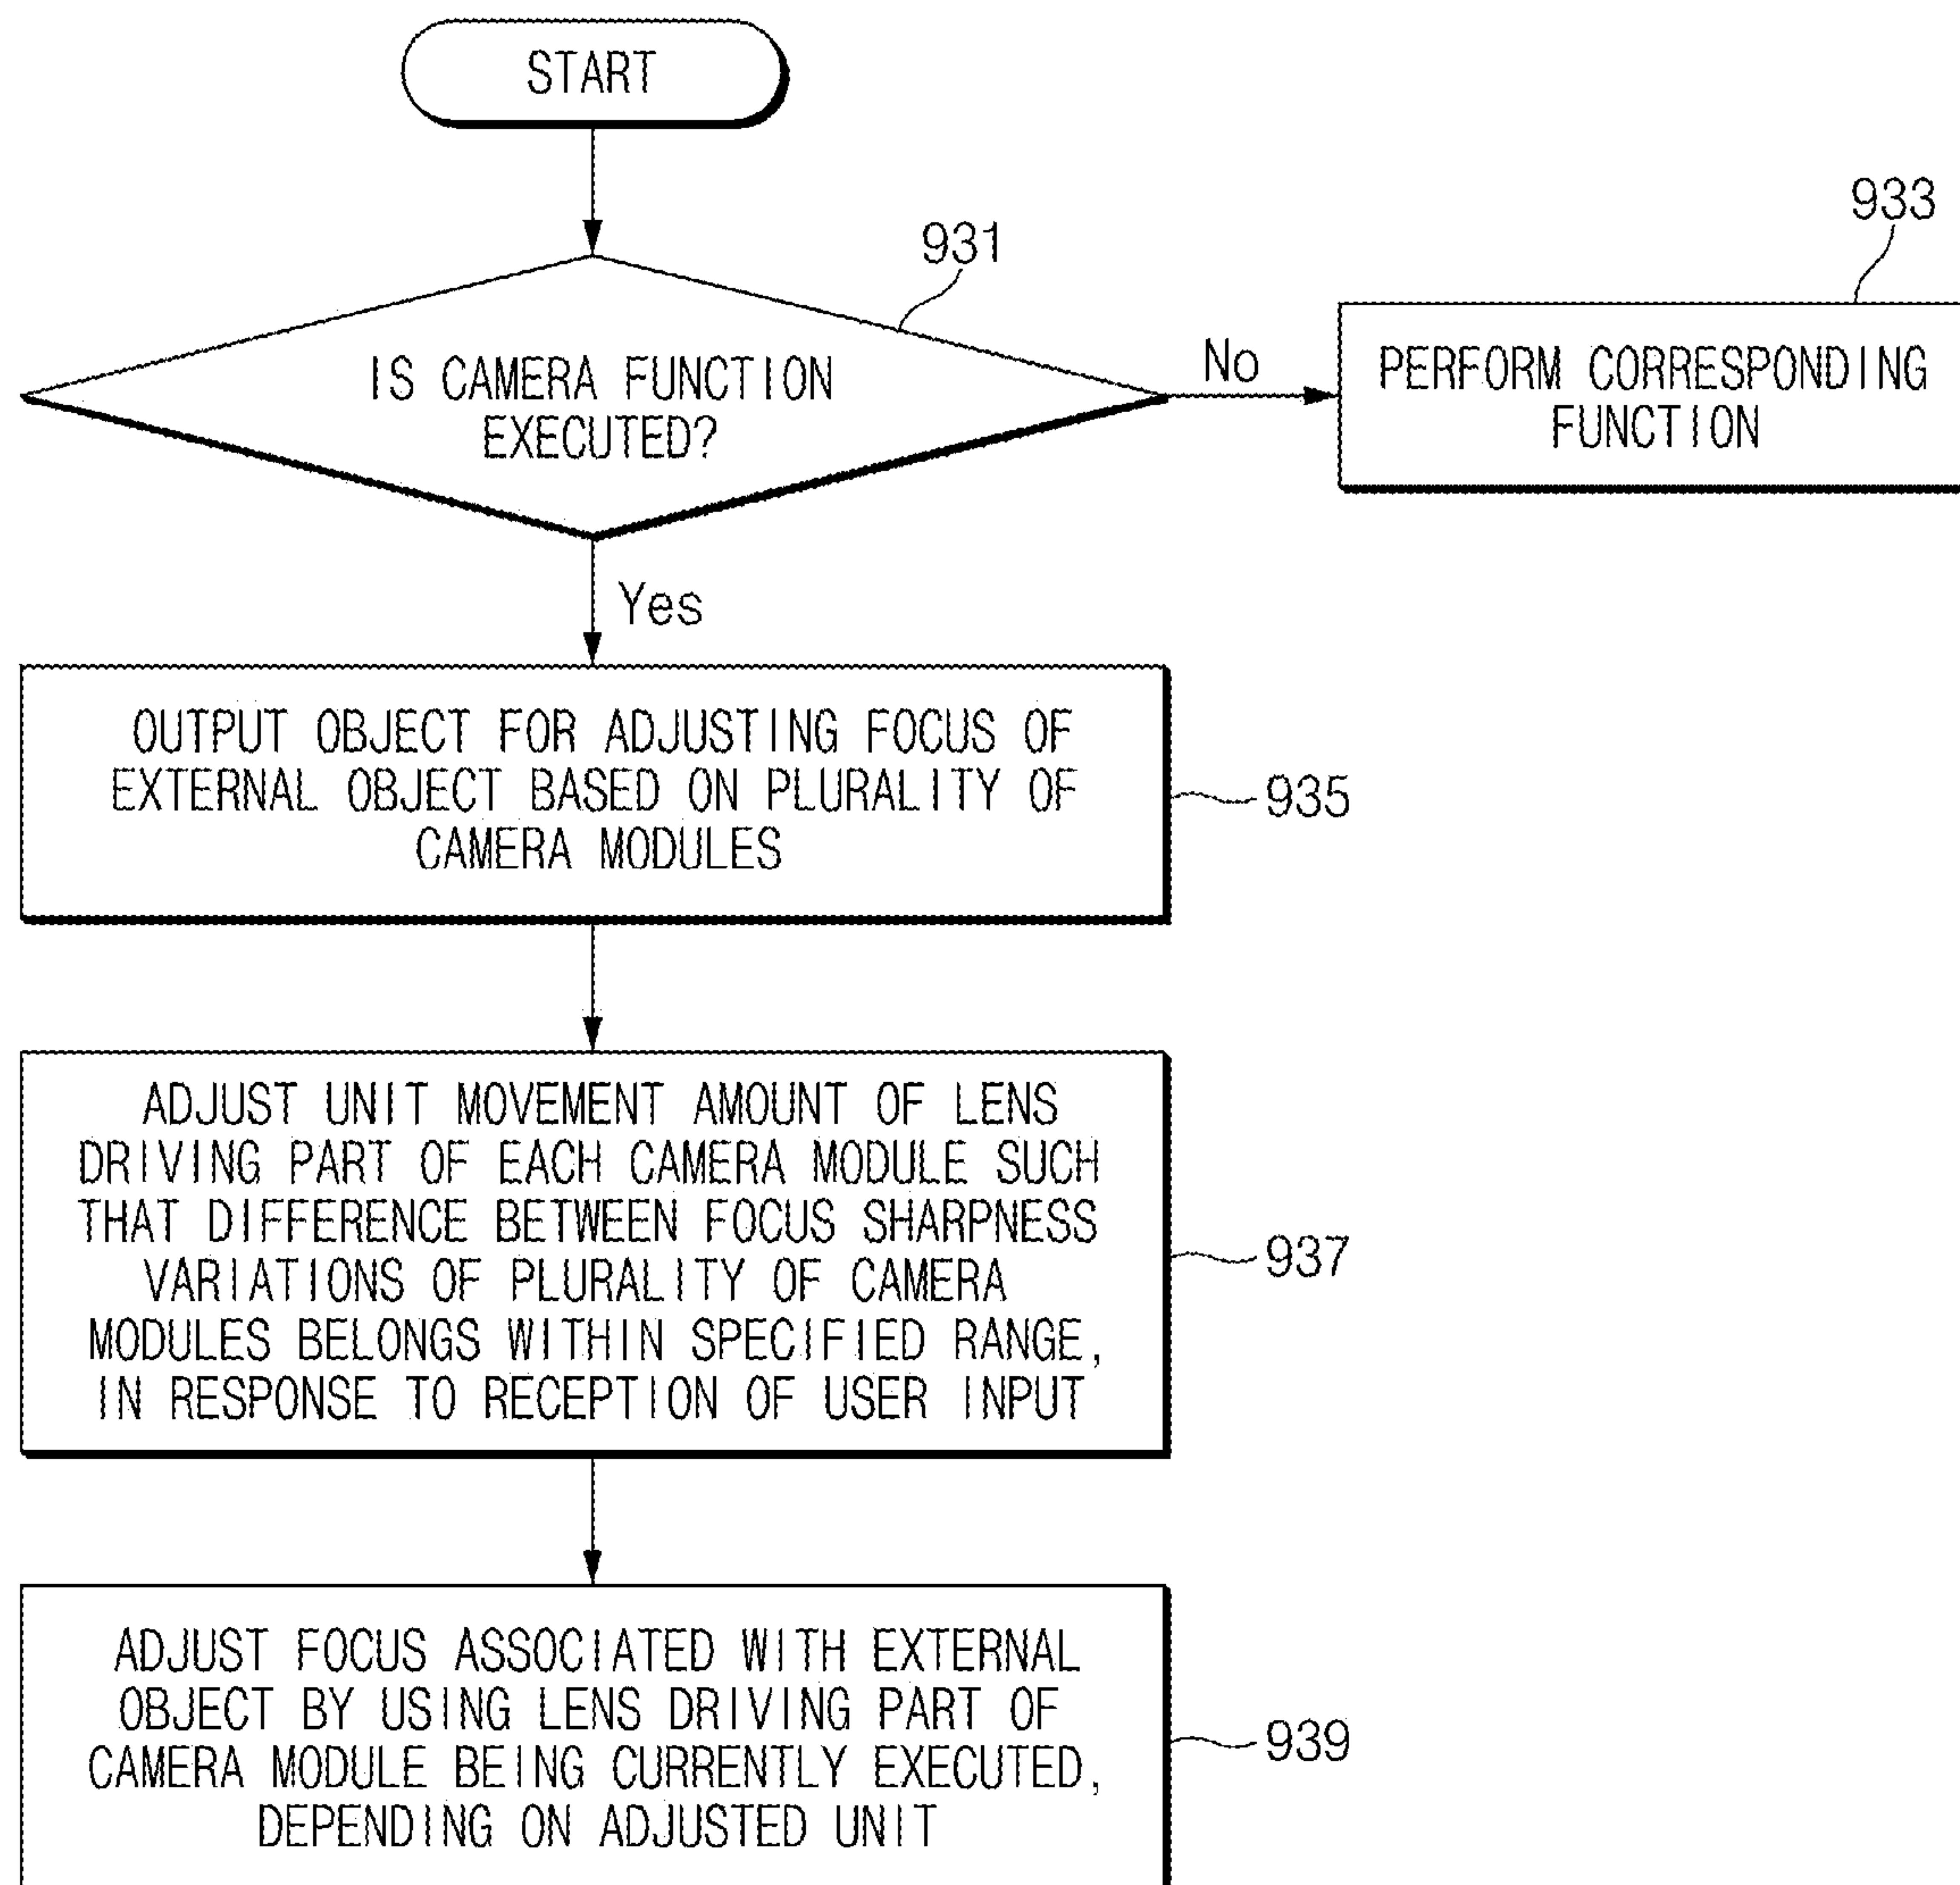 START
931
933
IS CAMERA FUNCTION
EXECUTED?
No
PERFORM CORRESPONDING
FUNCTION
Yes
OUTPUT OBJECT FOR ADJUSTING FOCUS OF
EXTERNAL OBJECT BASED ON PLURALITY OF
CAMERA MODULES
935
ADJUST UNIT MOVEMENT AMOUNT OF LENS
DRIVING PART OF EACH CAMERA MODULE SUCH
THAT DIFFERENCE BETWEEN FOCUS SHARPNESS
VARIATIONS OF PLURALITY OF CAMERA
MODULES BELONGS WITHIN SPECIFIED RANGE,
IN RESPONSE TO RECEPTION OF USER INPUT
937
ADJUST FOCUS ASSOCIATED WITH EXTERNAL
OBJECT BY USING LENS DRIVING PART OF
CAMERA MODULE BEING CURRENTLY EXECUTED,
DEPENDING ON ADJUSTED UNIT
939